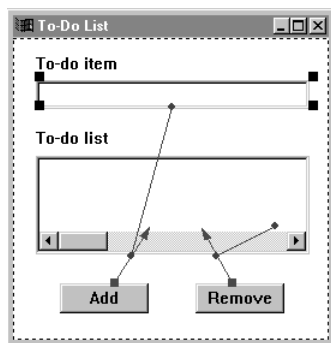 To-Do List
To-do item
To-do list
Add
Remove